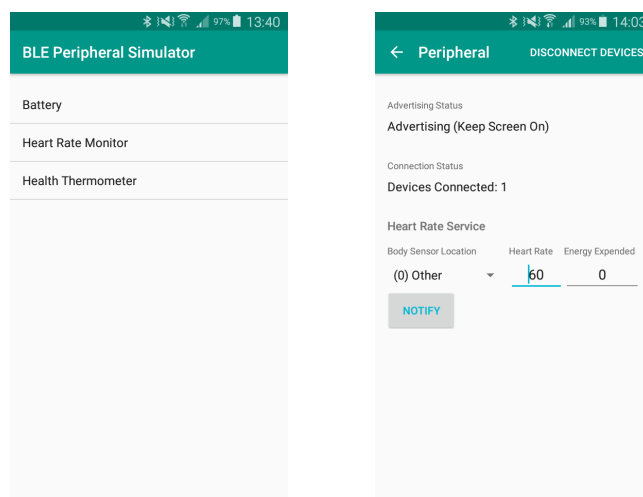 97% 13:40
BLE Peripheral Simulator
Battery
Heart Rate Monitor
Health Thermometer
93% 14:03
Peripheral DISCONNECT DEVICES
Advertising Status
Advertising (Keep Screen On)
Connection Status
Devices Connected: 1
Heart Rate Service
Body Sensor Location Heart Rate Energy Expended
(0) Other 60 0
NOTIFY